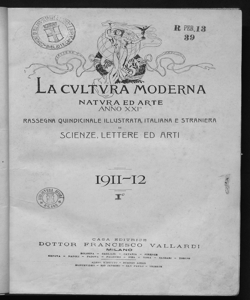 R PER. 13
39
LA CVLTVRA MODERNA
NATVRA ED ARTE
ANNO XXI°
RASSEGNA QUINDICINALE ILLUSTRATA, ITALIANA E STRANIERA
DI
SCIENZE, LETTERE ED ARTI
1911-12
I°
CASA EDITRICE
DOTTOR FRANCESCO VALLARDI
MILANO